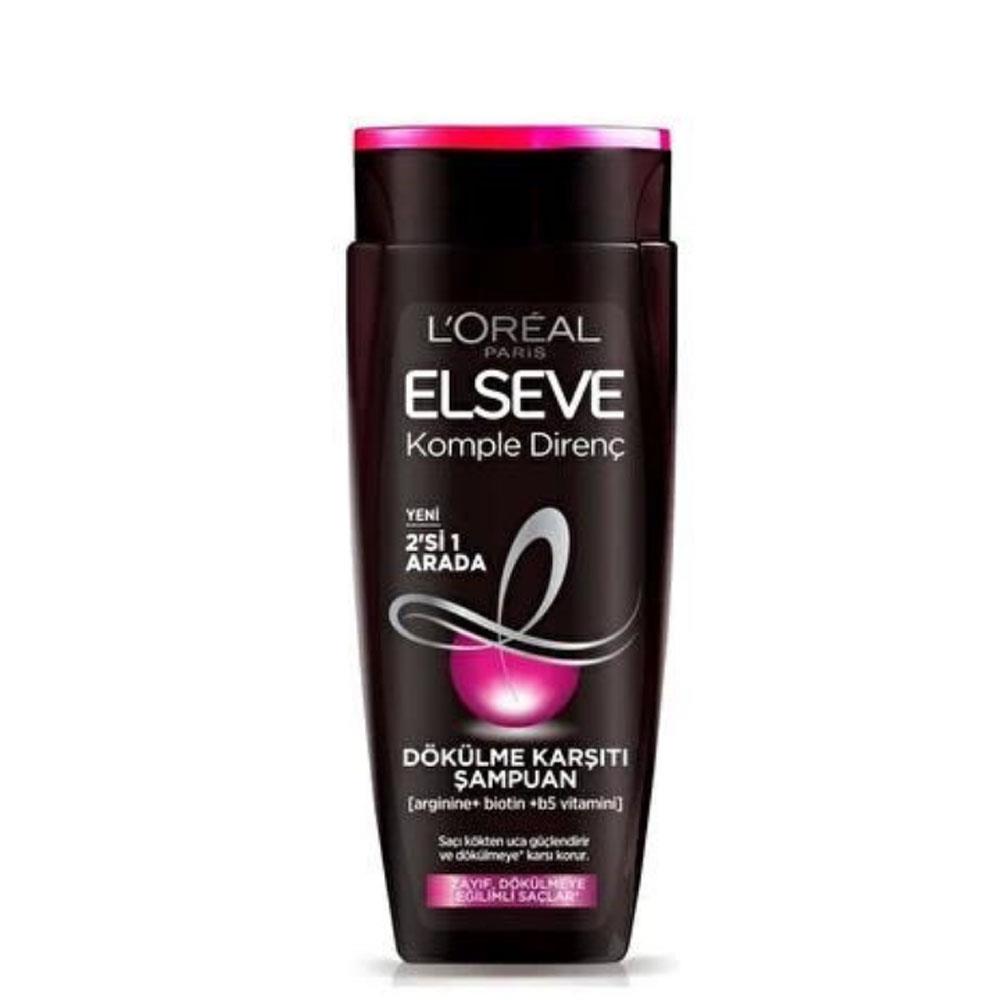 L'ORÉAL
PARIS
ELSEVE
Komple Direnç
YENİ
2'Sİ 1
ARADA
DÖKÜLME KARŞITI
ŞAMPUAN
[arginine+ biotin +b5 vitamini]
Saçı kökten uca güçlendirir
ve dökülmeye* karsı korur.
ZAYIF, DÖKÜLMEYE
EĞİLİMLİ SAÇLAR*